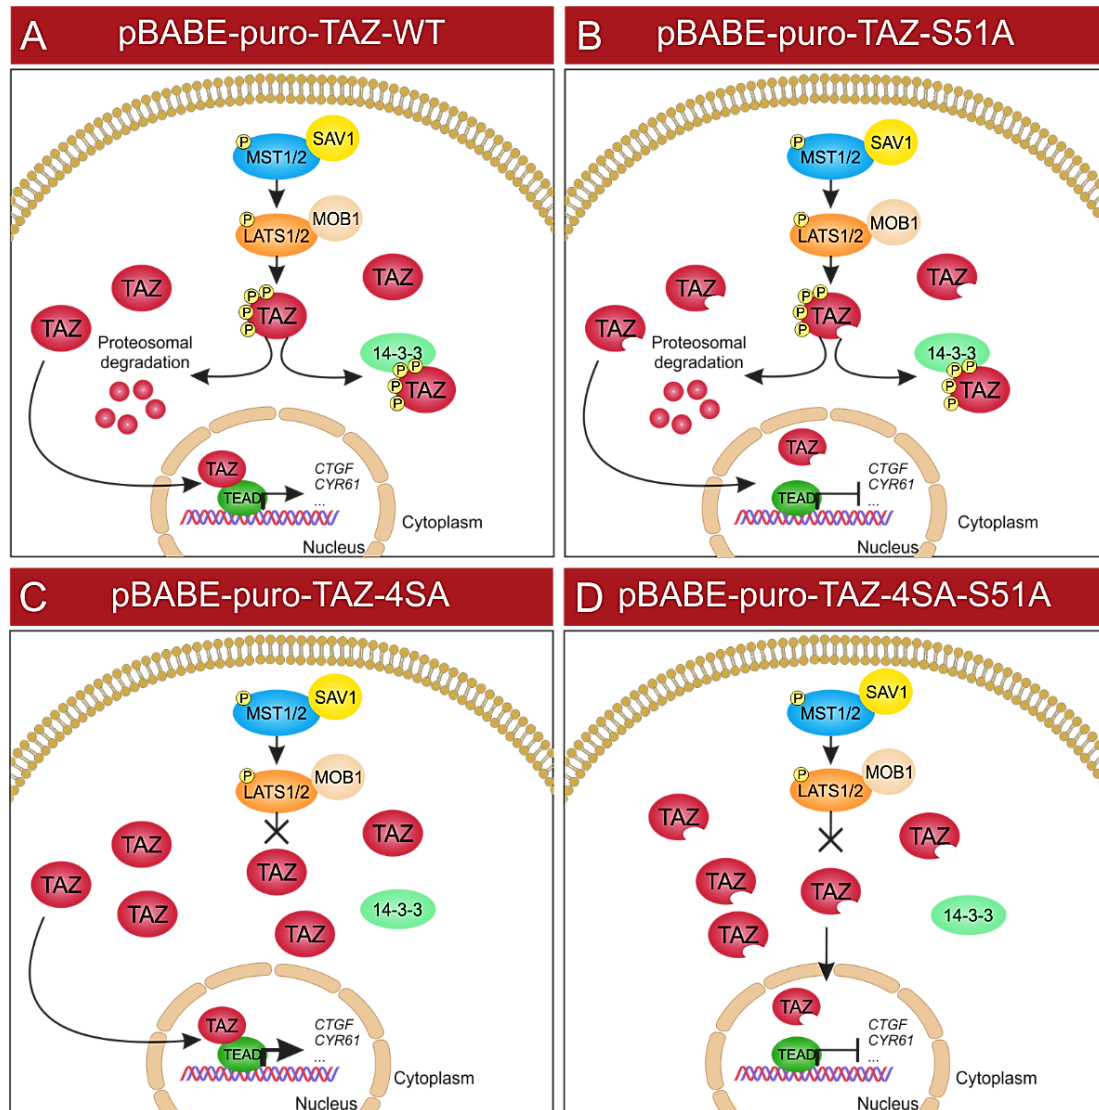 A pBABE-puro-TAZ-WT
P
SAV1
MST1/2
P
MOB1
LATS1/2
TAZ
TAZ
P P
P
P
TAZ
TAZ
Proteosomal
degradation
14-3-3
P P
P
P
TAZ
TAZ
TEAD
CTGF
CYR61
...
Cytoplasm
Nucleus
B pBABE-puro-TAZ-S51A
P
SAV1
MST1/2
P
MOB1
LATS1/2
TAZ
TAZ
P P
P
P
TAZ
TAZ
Proteosomal
degradation
14-3-3
P P
P
P
TAZ
TAZ
TEAD
CTGF
CYR61
...
Cytoplasm
Nucleus
C pBABE-puro-TAZ-4SA
P
SAV1
MST1/2
P
MOB1
LATS1/2
TAZ
TAZ
TAZ
TAZ
TAZ
14-3-3
TAZ
TAZ
TEAD
CTGF
CYR61
...
Cytoplasm
Nucleus
D pBABE-puro-TAZ-4SA-S51A
P
SAV1
MST1/2
P
MOB1
LATS1/2
TAZ
TAZ
TAZ
TAZ
14-3-3
TAZ
TAZ
TEAD
CTGF
CYR61
...
Cytoplasm
Nucleus